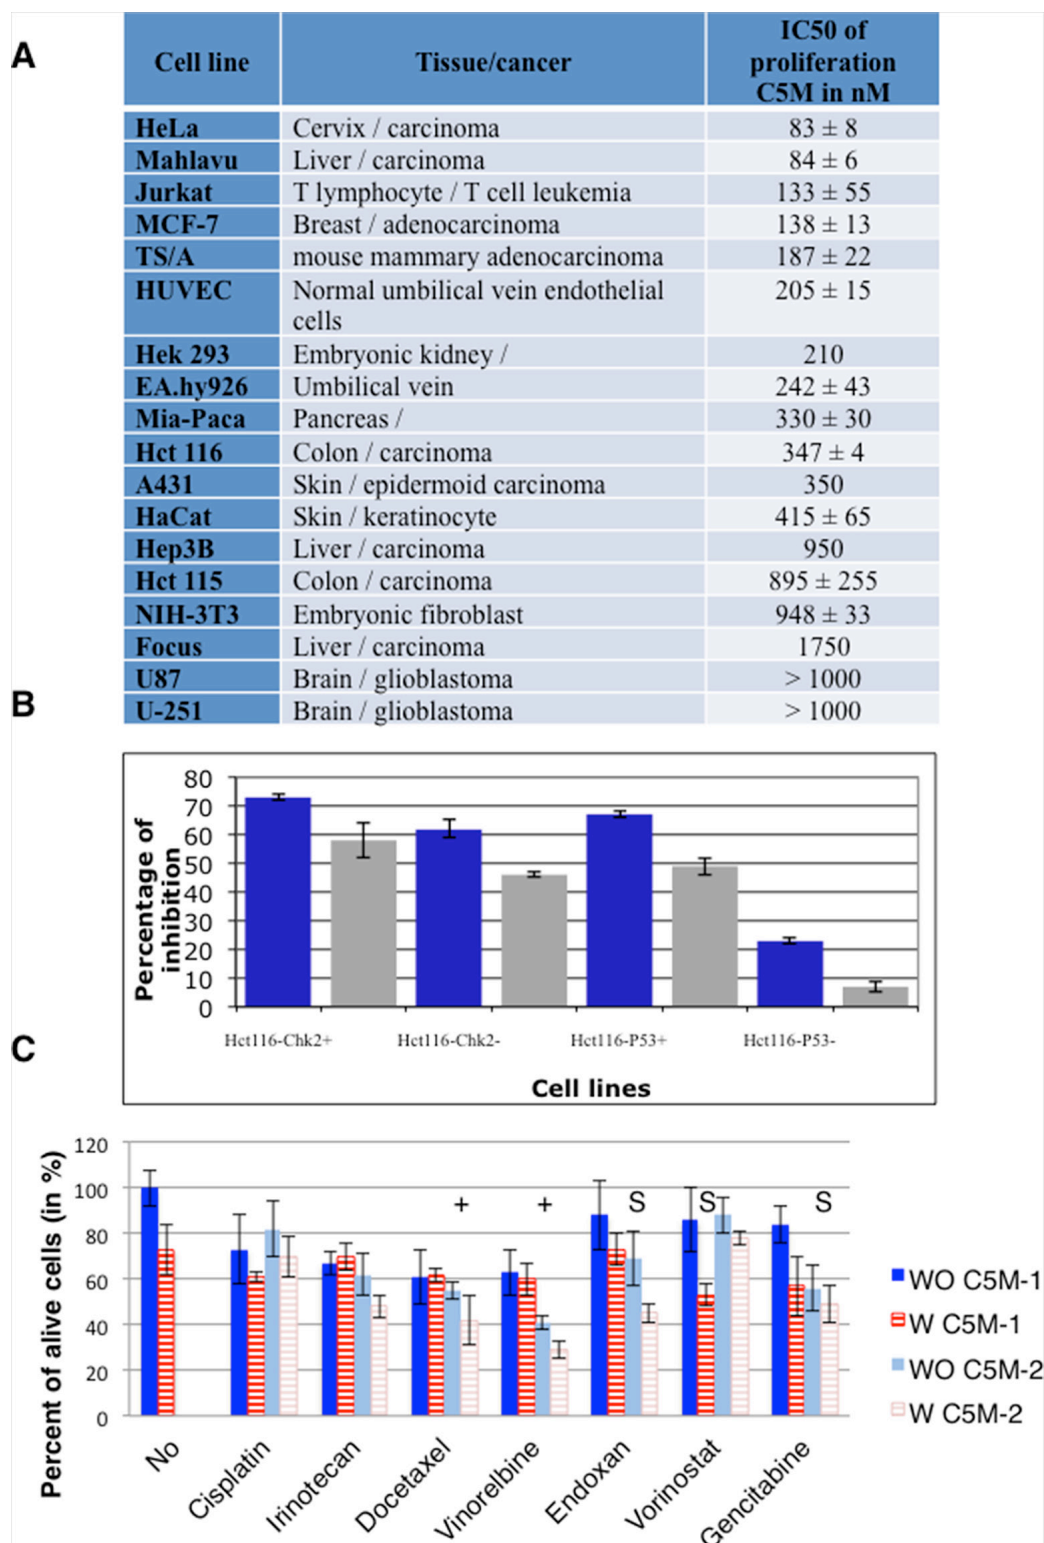 A
Cell line Tissue/cancer IC50 of
proliferation
C5M in nM
HeLa Cervix / carcinoma 83 ± 8
Mahlavu Liver / carcinoma 84 ± 6
Jurkat T lymphocyte / T cell leukemia 133 ± 55
MCF-7 Breast / adenocarcinoma 138 ± 13
TS/A mouse mammary adenocarcinoma 187 ± 22
HUVEC Normal umbilical vein endothelial 205 ± 15
cells
Hek 293 Embryonic kidney / 210
EA.hy926 Umbilical vein 242 ± 43
Mia-Paca Pancreas / 330 ± 30
Hct 116 Colon / carcinoma 347 ± 4
A431 Skin / epidermoid carcinoma 350
HaCat Skin / keratinocyte 415 ± 65
Hep3B Liver / carcinoma 950
Hct 115 Colon / carcinoma 895 ± 255
NIH-3T3 Embryonic fibroblast 948 ± 33
Focus Liver / carcinoma 1750
U87 Brain / glioblastoma > 1000
U-251 Brain / glioblastoma > 1000
B
Percentage of
inhibition
80
70
60
50
40
30
20
10
0
Hct116-Chk2+ Hct116-Chk2- Hct116-P53+ Hct116-P53-
Cell lines
C
Percent of alive cells (in %)
120
100
80
60
40
20
0
+ + S S S
No Cisplatin Irinotecan Docetaxel Vinorelbine Endoxan Vorinostat Gencitabine
WO C5M-1
W C5M-1
WO C5M-2
W C5M-2